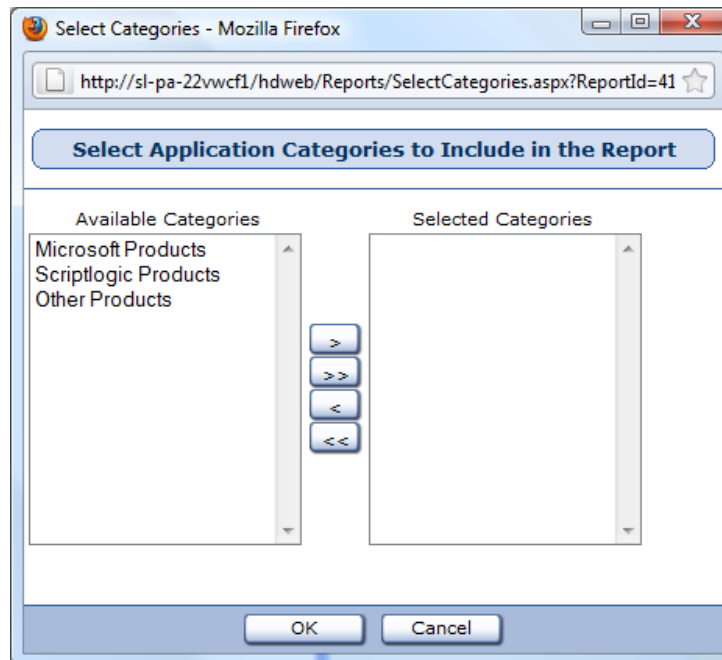 Select Categories - Mozilla Firefox
http://sl-pa-22vwcf1/hdweb/Reports/SelectCategories.aspx?ReportId=41
Select Application Categories to Include in the Report
Available Categories
Selected Categories
Microsoft Products
Scriptlogic Products
Other Products
>
>>
<
<<
OK
Cancel